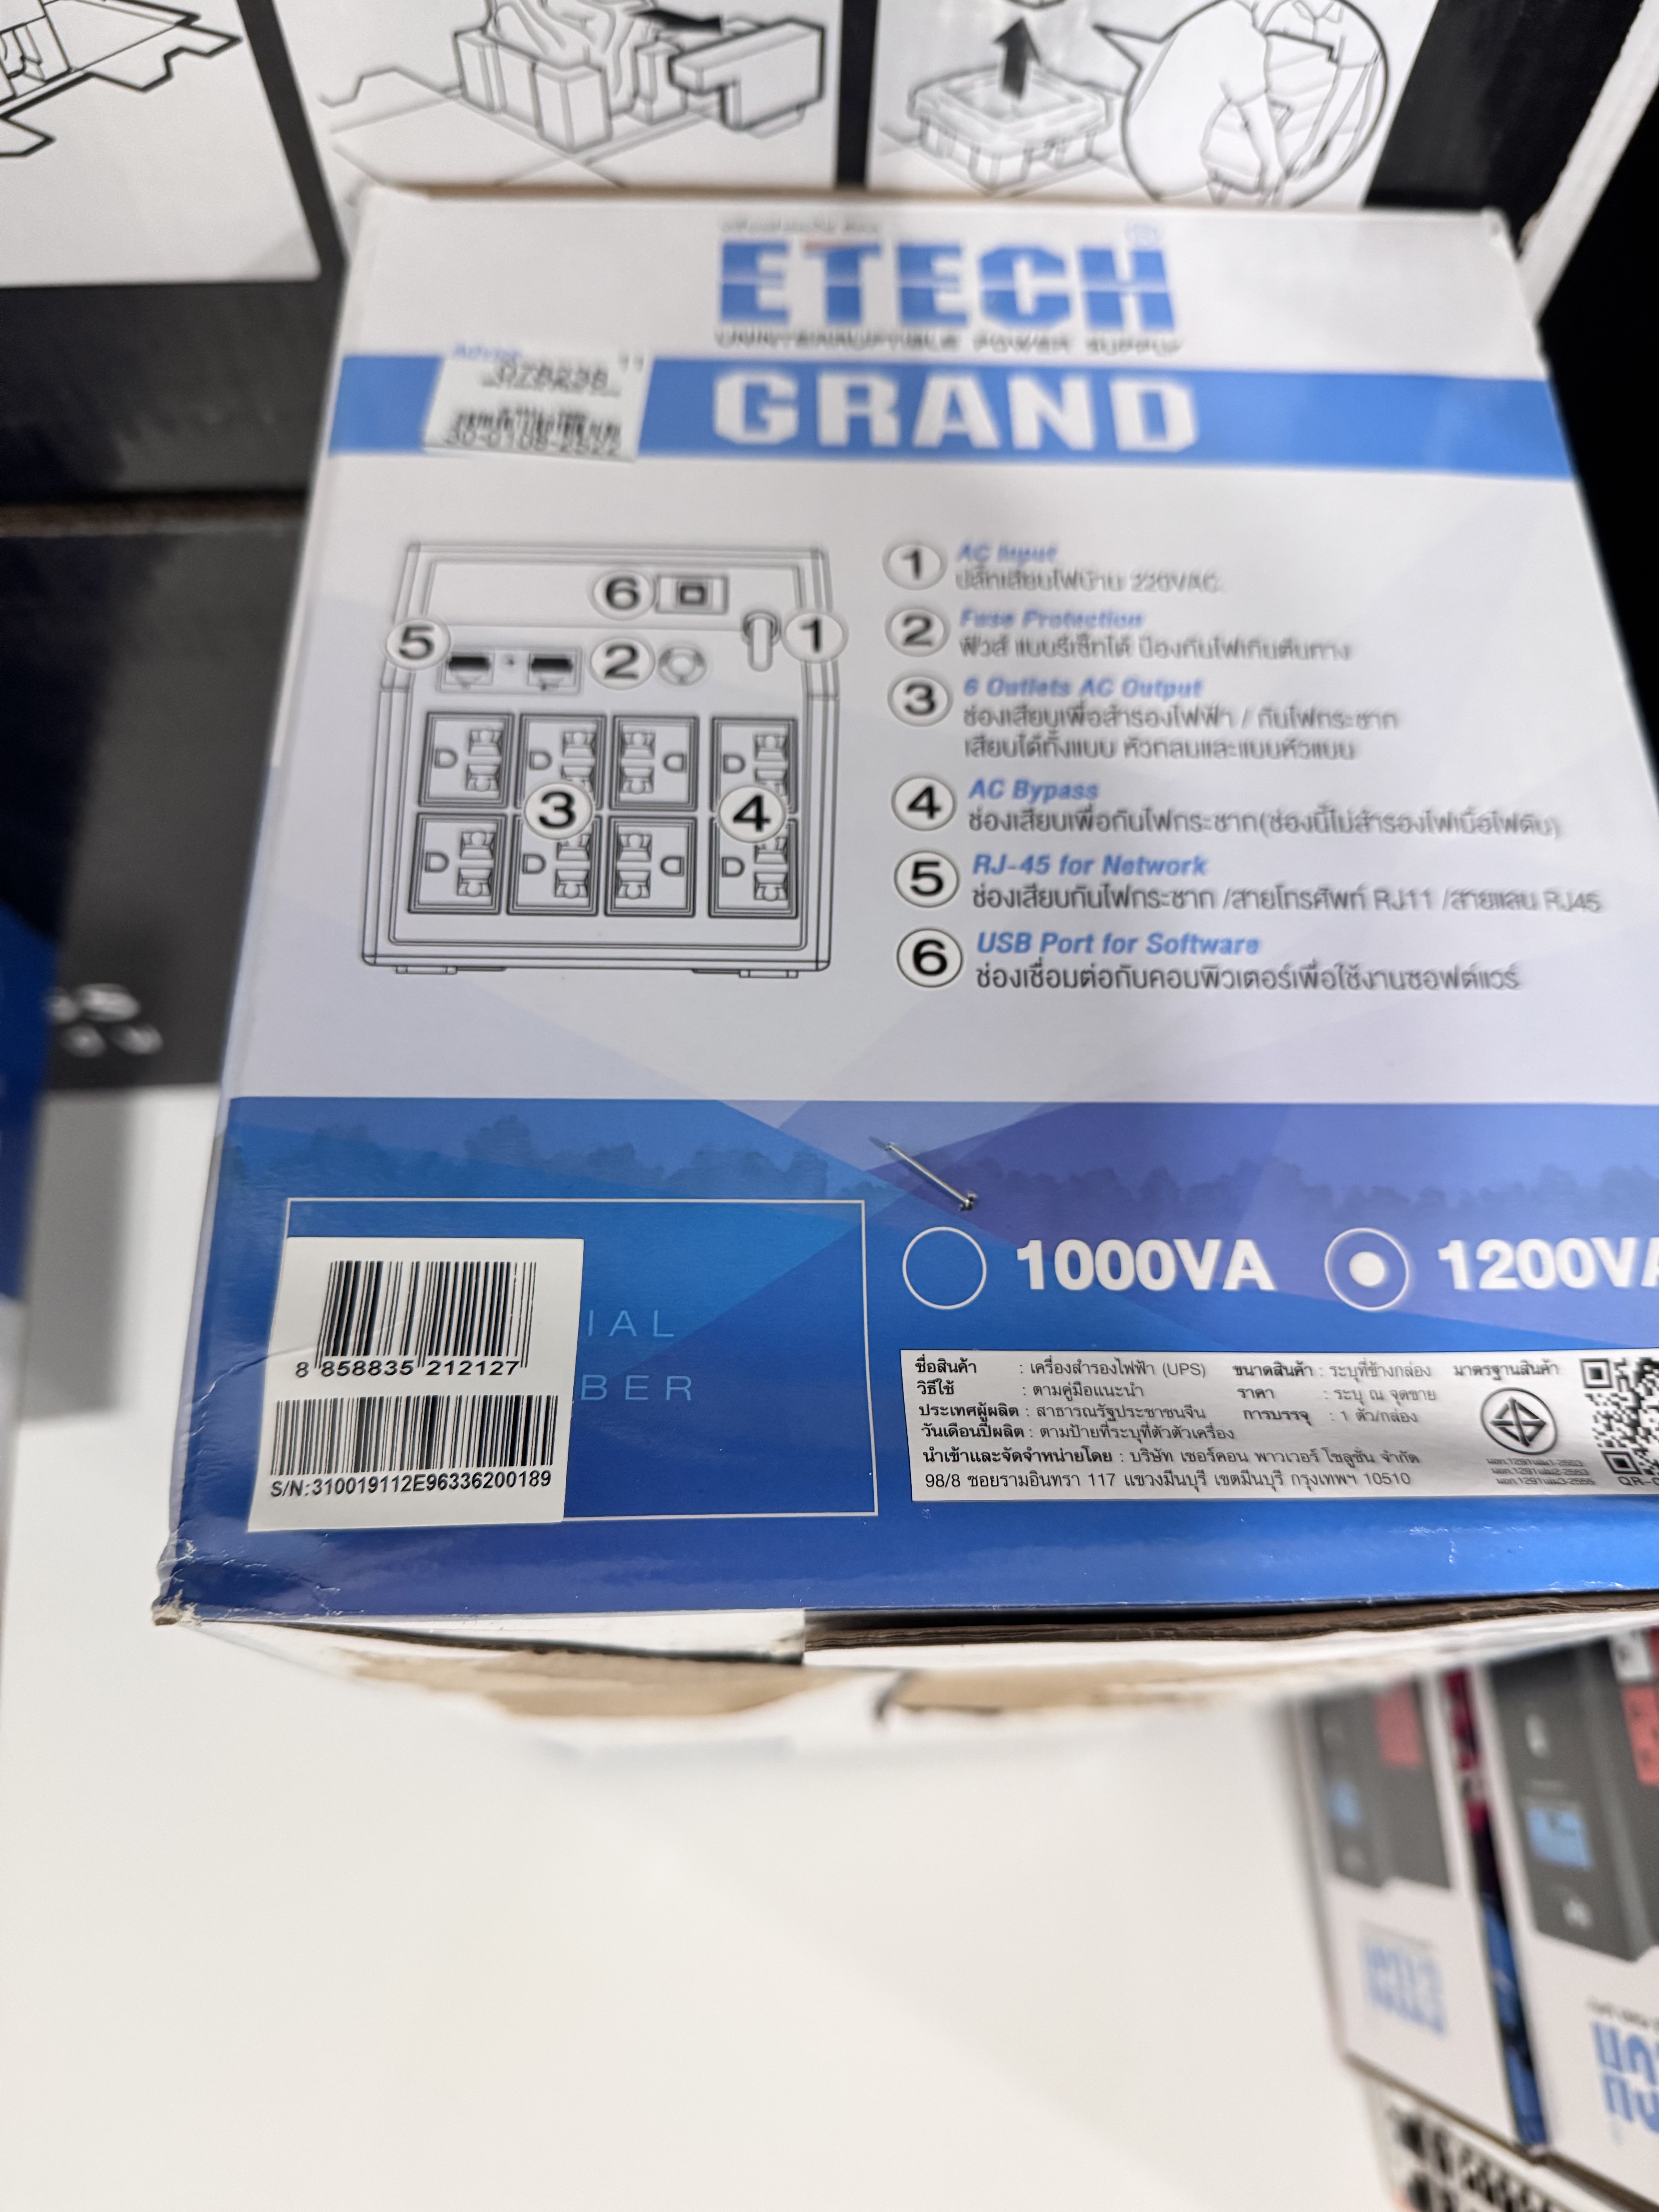 ETECH
UNINTERRUPTIBLE POWER SUPPLY
GRAND
30-0108-2522
6
5
2
1
3
4
1 AC Input
ปลั๊กเสียบไฟบ้าน 220VAC
2 Fuse Protection
ฟิวส์ แบบรีเซ็ทได้ ป้องกันไฟเกินต้นทาง
3 6 Outlets AC Output
ช่องเสียบเพื่อสำรองไฟฟ้า / กันไฟกระชาก
เสียบได้ทั้งแบบ หัวกลมและแบบหัวแบน
4 AC Bypass
ช่องเสียบเพื่อกันไฟกระชาก(ช่องนี้ไม่สำรองไฟเมื่อไฟดับ)
5 RJ-45 for Network
ช่องเสียบกันไฟกระชาก /สายโทรศัพท์ RJ11 /สายแลน RJ45
6 USB Port for Software
ช่องเชื่อมต่อกับคอมพิวเตอร์เพื่อใช้งานซอฟต์แวร์
1000VA 1200VA
IAL
BER
8 858835 212127
S/N:310019112E96336200189
ชื่อสินค้า : เครื่องสำรองไฟฟ้า (UPS) ขนาดสินค้า : ระบุที่ข้างกล่อง มาตรฐานสินค้า
วิธีใช้ : ตามคู่มือแนะนำ ราคา : ระบุ ณ จุดขาย
ประเทศผู้ผลิต : สาธารณรัฐประชาชนจีน การบรรจุ : 1 ตัว/กล่อง
วันเดือนปีผลิต : ตามป้ายที่ระบุที่ตัวตัวเครื่อง
นำเข้าและจัดจำหน่ายโดย : บริษัท เซอร์คอน พาวเวอร์ โซลูชั่น จำกัด
98/8 ซอยรามอินทรา 117 แขวงมีนบุรี เขตมีนบุรี กรุงเทพฯ 10510